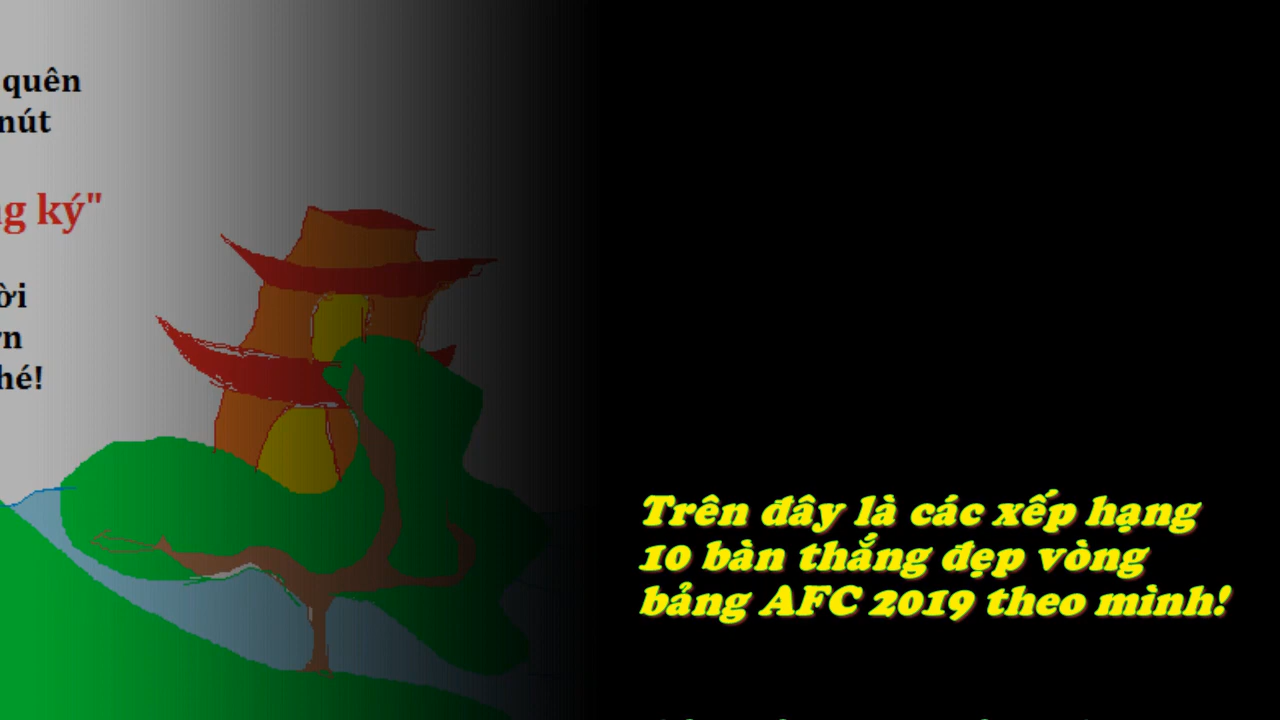 quên
nút
ký"
hé!
Trên đây là các xếp hạng
10 bàn thắng đẹp vòng
bảng AFC 2019 theo mình!